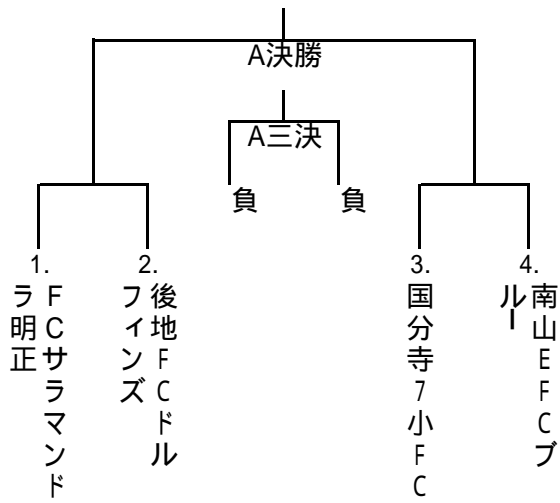 A決勝
A三決
負 負
1.
FCサラマンド
ラ明正
2.
後地FCドル
フィンズ
3.
国分寺7小FC
4.
南山EFCブ
ルー